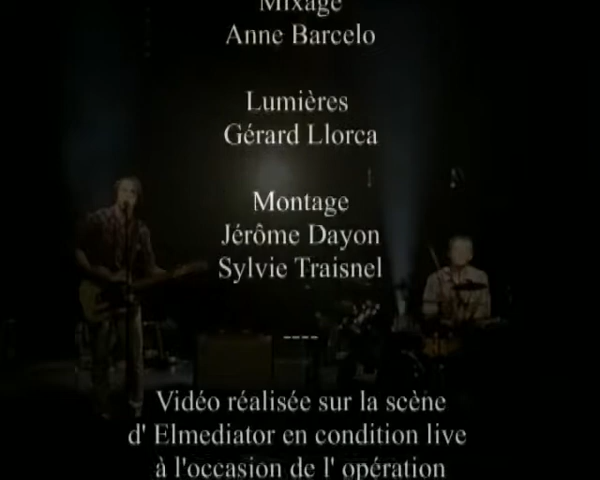 Mixage
Anne Barcelo
Lumières
Gérard Llorca
Montage
Jérôme Dayon
Sylvie Traisnel
----
Vidéo réalisée sur la scène
d' Elmediator en condition live
à l'occasion de l' opération